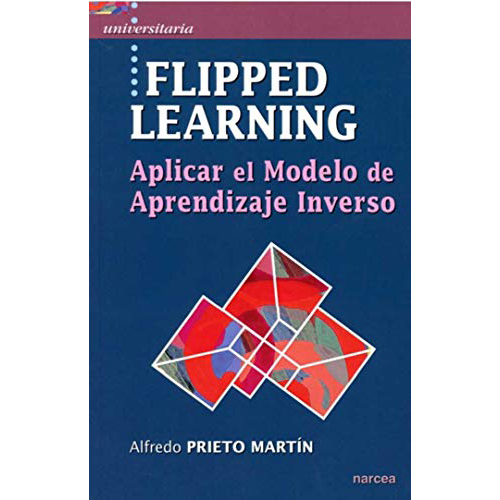 universitaria
FLIPPED
LEARNING
Aplicar el Modelo de
Aprendizaje Inverso
Alfredo PRIETO MARTÍN
narcea